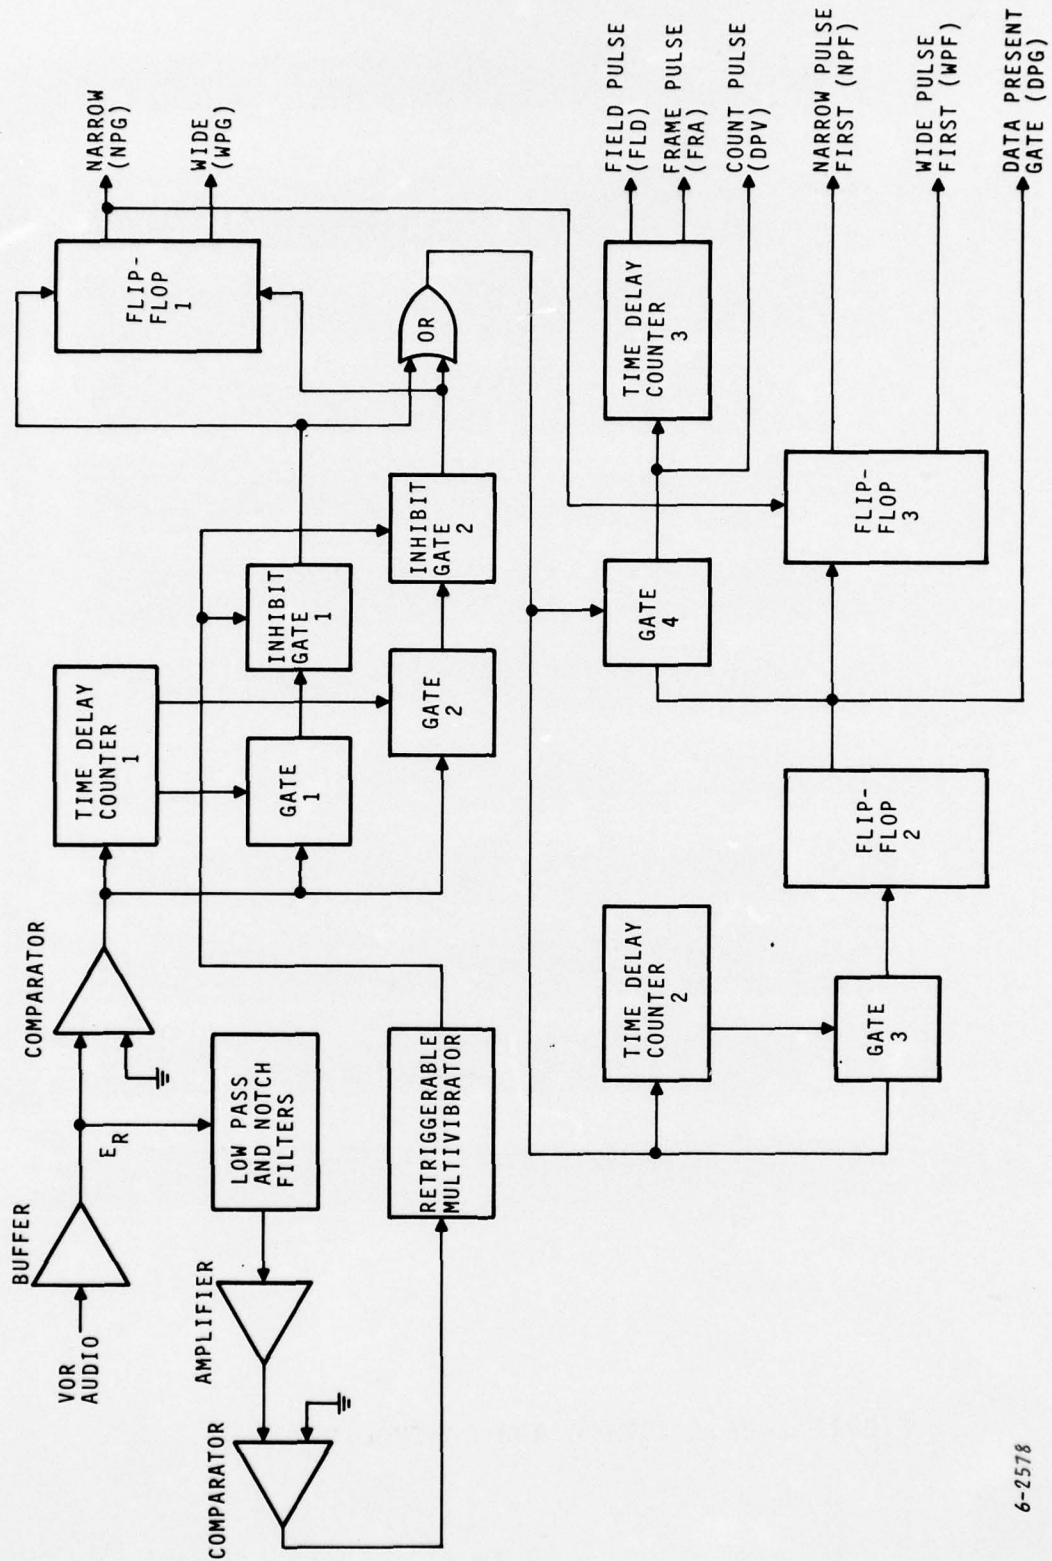 VOR
AUDIO
BUFFER
E R
COMPARATOR
TIME DELAY
COUNTER
1
GATE
1
INHIBIT
GATE
1
GATE
2
INHIBIT
GATE
2
FLIP-
FLOP
1
NARROW
(NPG)
WIDE
(WPG)
OR
LOW PASS
AND NOTCH
FILTERS
AMPLIFIER
COMPARATOR
RETRIGGERABLE
MULTIVIBRATOR
TIME DELAY
COUNTER
2
GATE
3
FLIP-
FLOP
2
GATE
4
TIME DELAY
COUNTER
3
FLIP-
FLOP
3
FIELD PULSE
(FLD)
FRAME PULSE
(FRA)
COUNT PULSE
(DPV)
NARROW PULSE
FIRST (NPF)
WIDE PULSE
FIRST (WPF)
DATA PRESENT
GATE (DPG)
6-2578